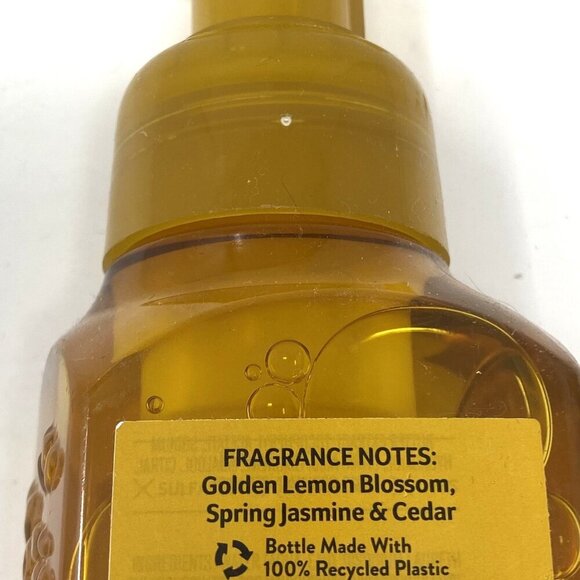 FRAGRANCE NOTES:
Golden Lemon Blossom,
Spring Jasmine & Cedar
Bottle Made With
100% Recycled Plastic